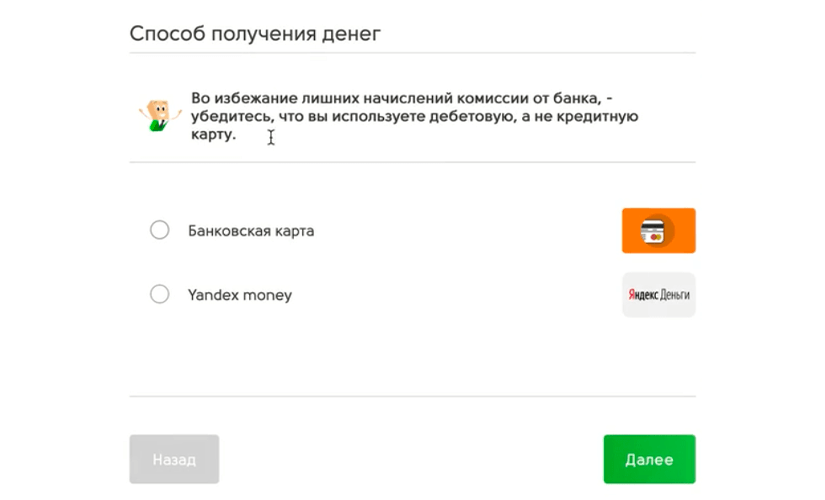 Способ получения денег
Во избежание лишних начислений комиссии от банка, -
убедитесь, что вы используете дебетовую, а не кредитную
карту.
Банковская карта
Yandex money
Яндекс Деньги
Назад
Далее